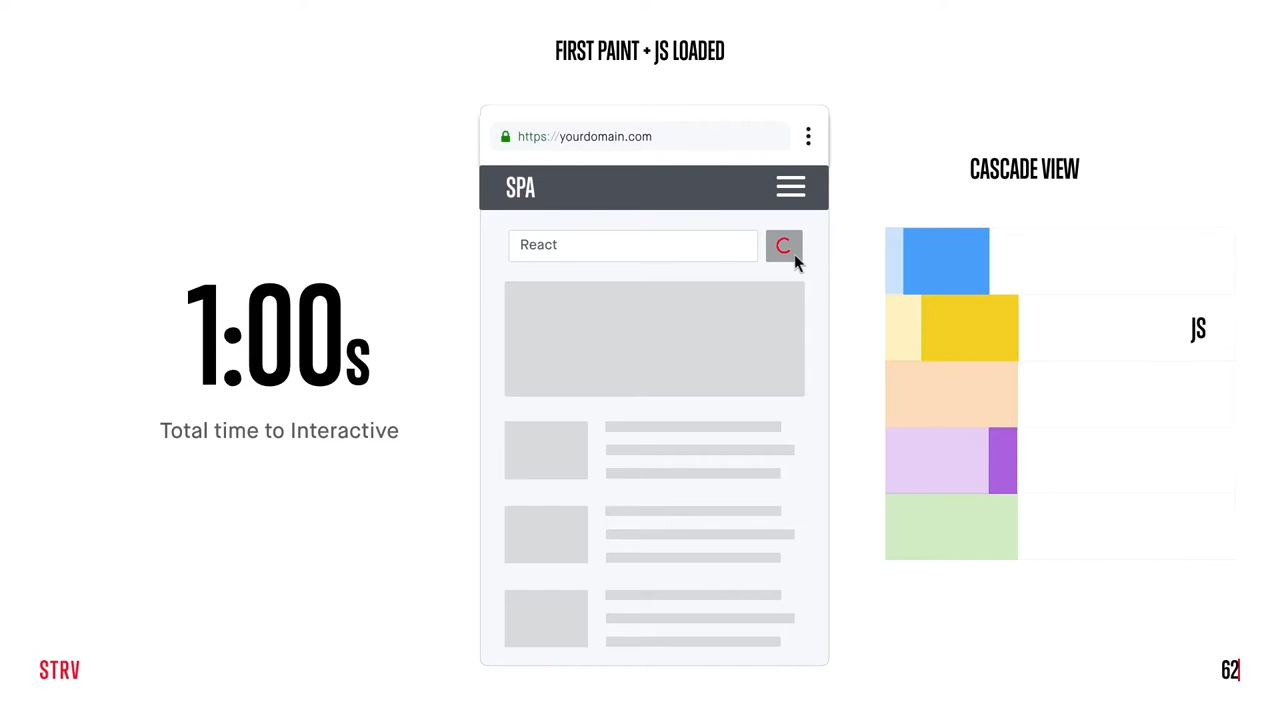 FIRST PAINT + JS LOADED
https://yourdomain.com
SPA
React
1:00s
Total time to Interactive
CASCADE VIEW
JS
STRV
62